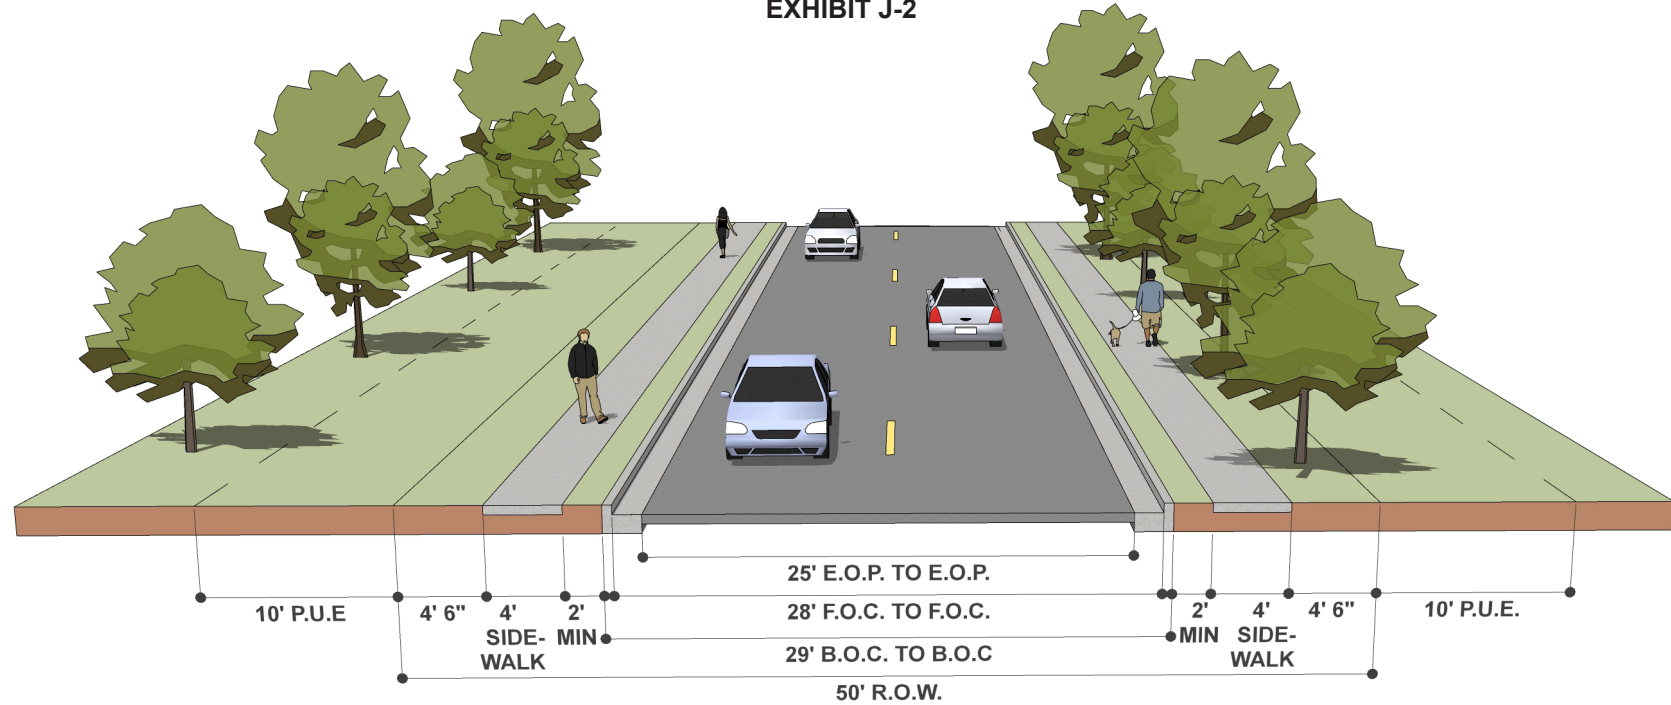 EXHIBIT J-2
25' E.O.P. TO E.O.P.
10' P.U.E 4' 6" 4' 2' 28' F.O.C. TO F.O.C. 2' 4' 4' 6" 10' P.U.E.
SIDE- MIN MIN SIDE-
WALK 29' B.O.C. TO B.O.C WALK
50' R.O.W.